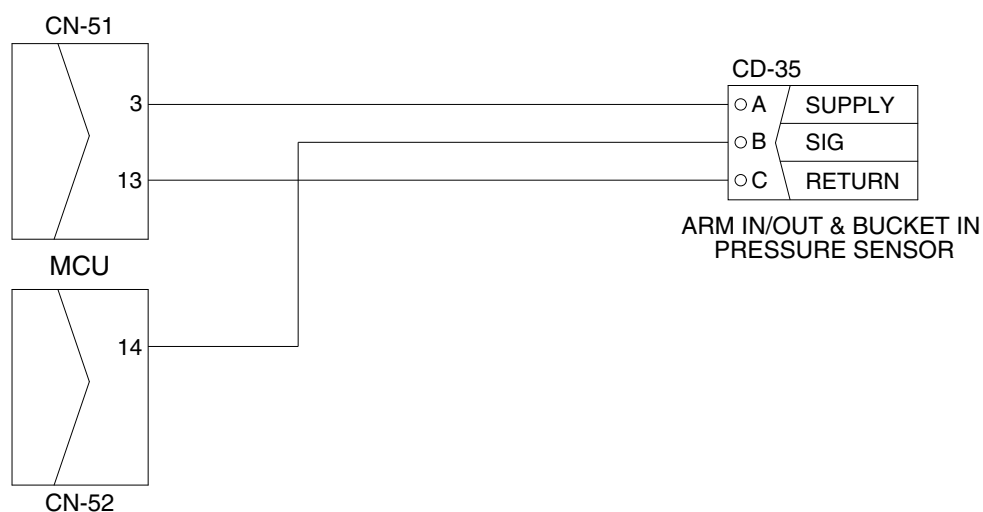 CN-51
3
13
MCU
14
CN-52
CD-35
A SUPPLY
B SIG
C RETURN
ARM IN/OUT & BUCKET IN
PRESSURE SENSOR